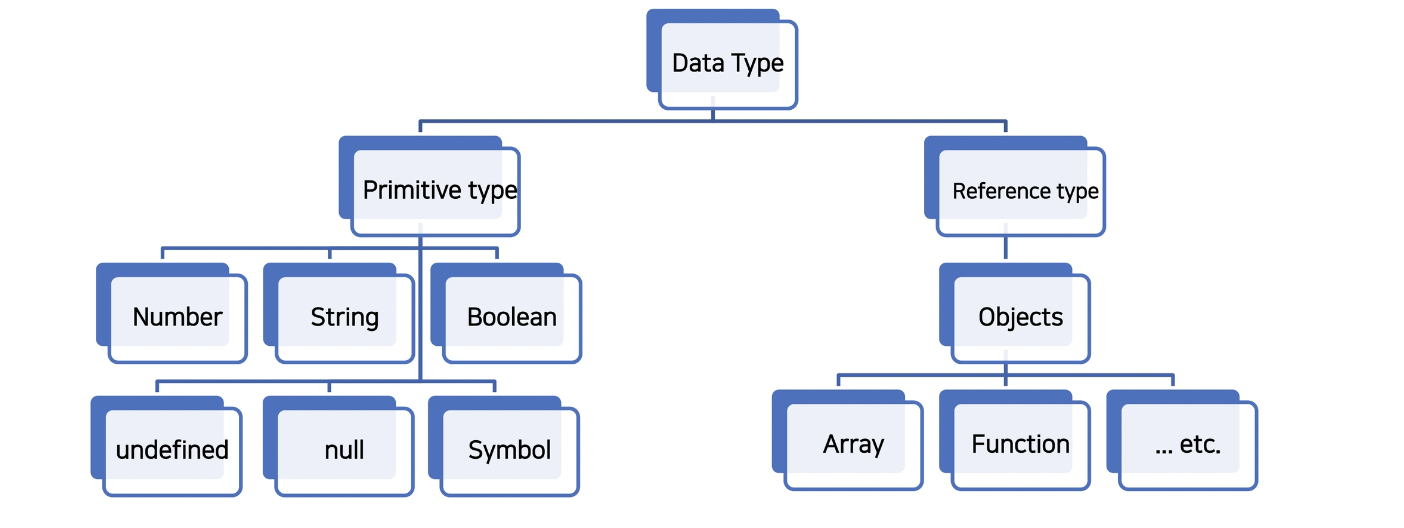 Data Type
Primitive type
Reference type
Number
String
Boolean
Objects
undefined
null
Symbol
Array
Function
... etc.